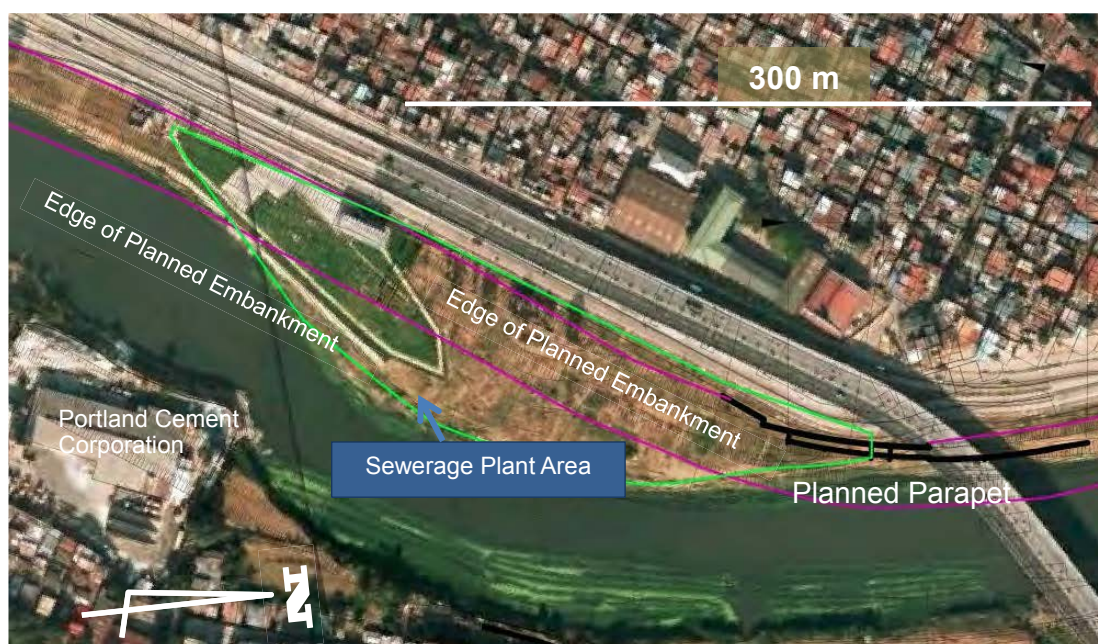 300 m
Edge of Planned Embankment
Edge of Planned Embankment
Portland Cement
Corporation
Sewerage Plant Area
Planned Parapet
N